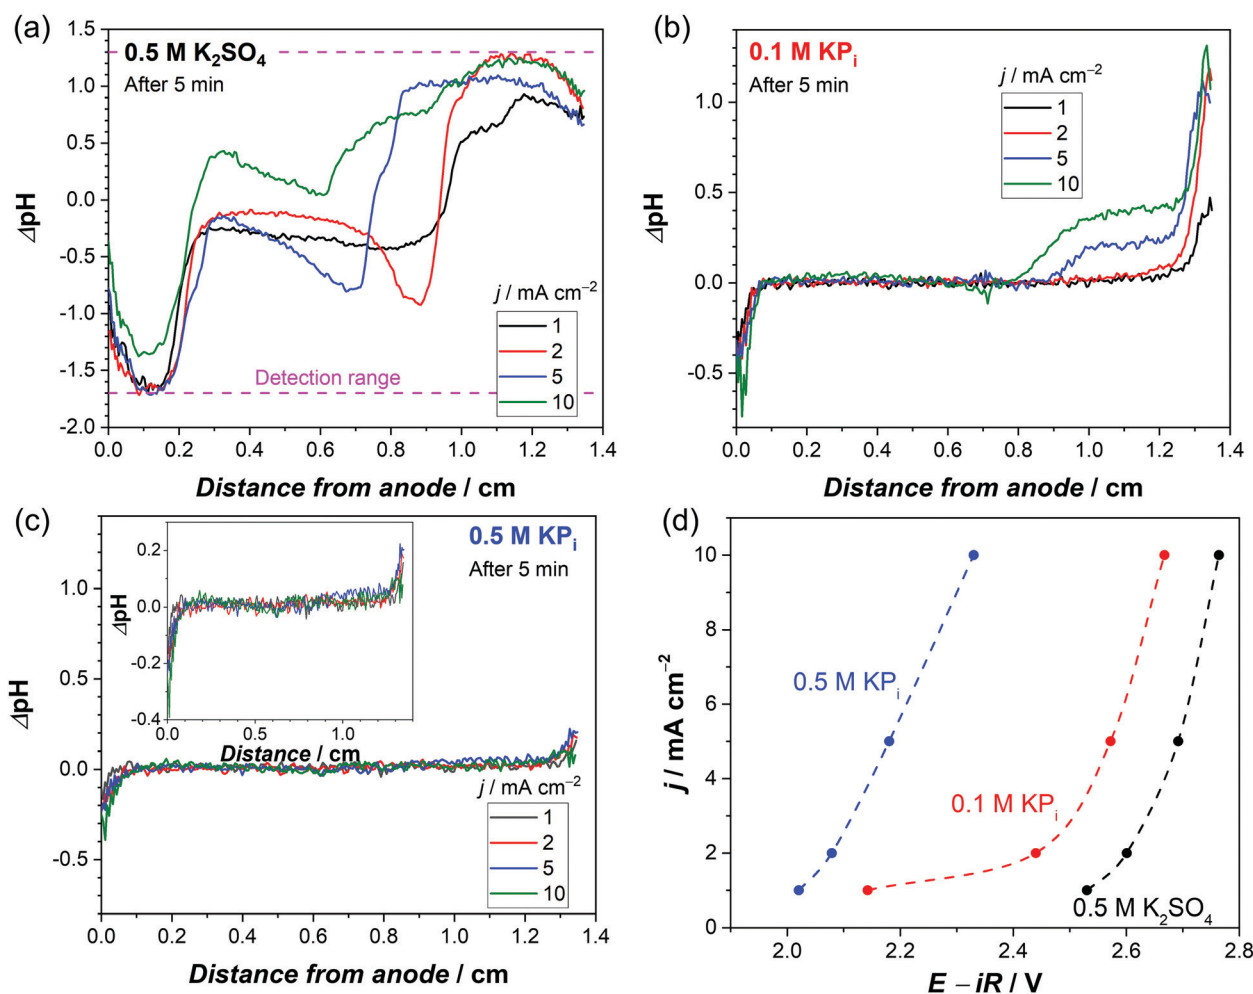 (a)
0.5 M K₂SO₄
After 5 min
Detection range
j / mA cm⁻²
1
2
5
10
1.5
1.0
0.5
0.0
-0.5
-1.0
-1.5
-2.0
ΔpH
0.0 0.2 0.4 0.6 0.8 1.0 1.2 1.4
Distance from anode / cm
(b)
0.1 M KPᵢ
After 5 min
j / mA cm⁻²
1
2
5
10
1.0
0.5
0.0
-0.5
ΔpH
0.0 0.2 0.4 0.6 0.8 1.0 1.2 1.4
Distance from anode / cm
(c)
0.5 M KPᵢ
After 5 min
0.2
0.0
-0.2
-0.4
ΔpH
0.0 0.5 1.0
Distance / cm
j / mA cm⁻²
1
2
5
10
1.0
0.5
0.0
-0.5
ΔpH
0.0 0.2 0.4 0.6 0.8 1.0 1.2 1.4
Distance from anode / cm
(d)
0.5 M KPᵢ
0.1 M KPᵢ
0.5 M K₂SO₄
10
8
6
4
2
0
j / mA cm⁻²
2.0 2.2 2.4 2.6 2.8
E – iR / V